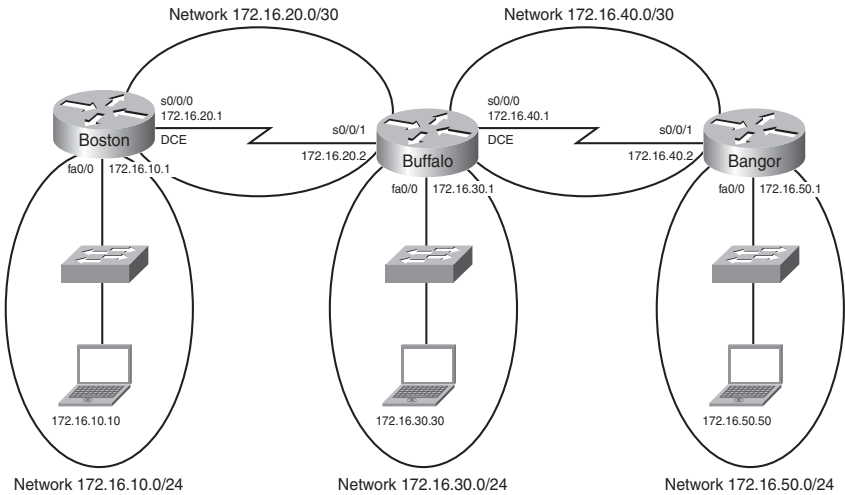 Network 172.16.20.0/30
Network 172.16.40.0/30
s0/0/0
172.16.20.1
DCE
Boston
fa0/0
172.16.10.1
s0/0/1
172.16.20.2
s0/0/0
172.16.40.1
DCE
Buffalo
fa0/0
172.16.30.1
s0/0/1
172.16.40.2
Bangor
fa0/0
172.16.50.1
172.16.10.10
172.16.30.30
172.16.50.50
Network 172.16.10.0/24
Network 172.16.30.0/24
Network 172.16.50.0/24